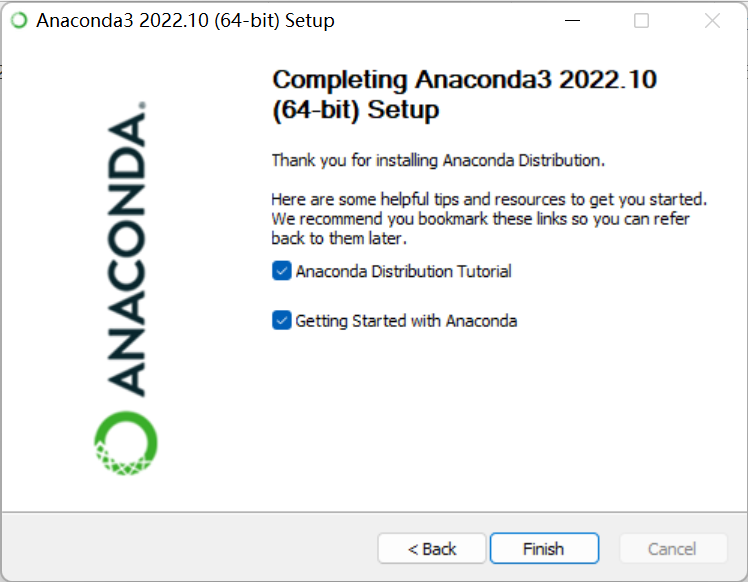 Anaconda3 2022.10 (64-bit) Setup
Completing Anaconda3 2022.10
(64-bit) Setup
Thank you for installing Anaconda Distribution.
Here are some helpful tips and resources to get you started.
We recommend you bookmark these links so you can refer
back to them later.
Anaconda Distribution Tutorial
Getting Started with Anaconda
ANACONDA.
< Back
Finish
Cancel